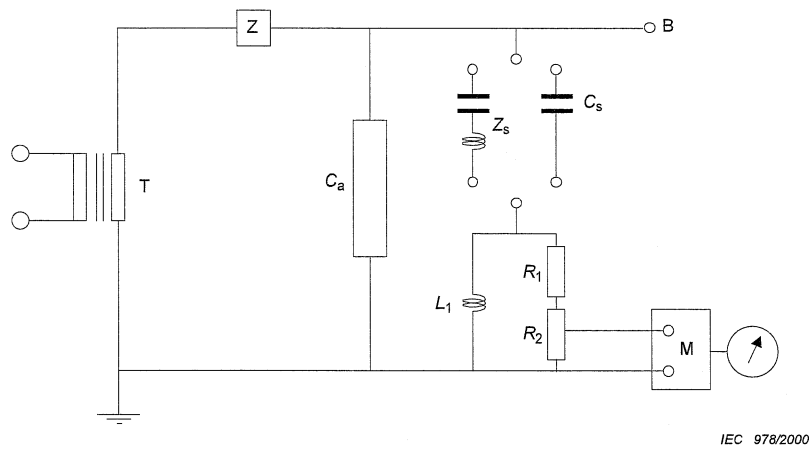 Z
B
C_s
Z_s
T
C_a
R_1
L_1
R_2
M
IEC 978/2000